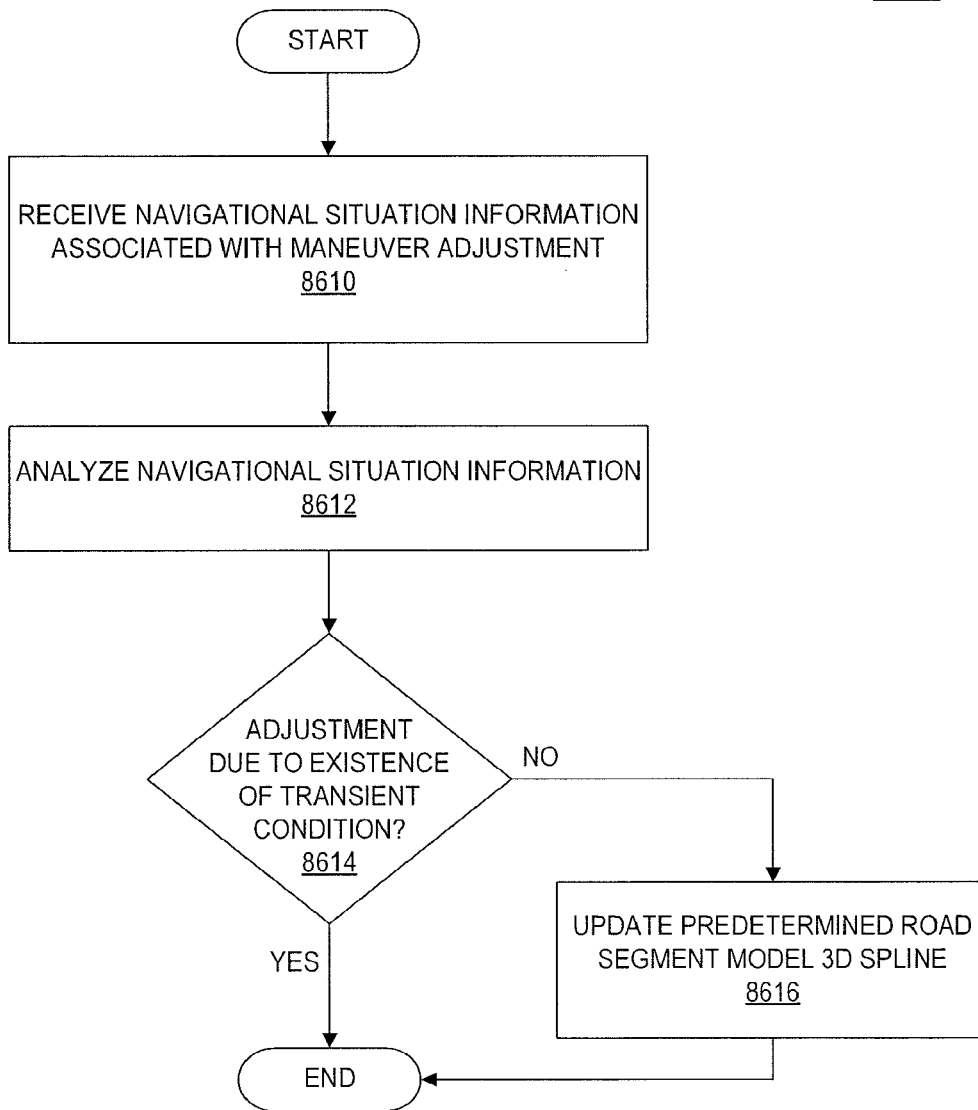 START
RECEIVE NAVIGATIONAL SITUATION INFORMATION
ASSOCIATED WITH MANEUVER ADJUSTMENT
8610
ANALYZE NAVIGATIONAL SITUATION INFORMATION
8612
ADJUSTMENT
DUE TO EXISTENCE
OF TRANSIENT
CONDITION?
8614
NO
YES
UPDATE PREDETERMINED ROAD
SEGMENT MODEL 3D SPLINE
8616
END